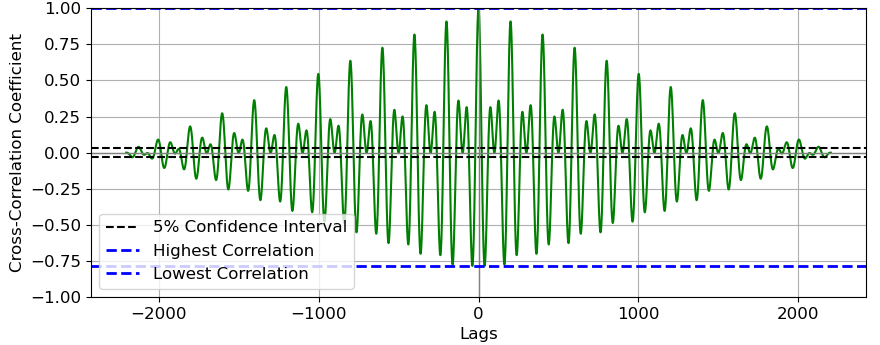 1.00
0.75
0.50
0.25
0.00
−0.25
−0.50
−0.75
−1.00
Cross-Correlation Coefficient
5% Confidence Interval
Highest Correlation
Lowest Correlation
−2000 −1000 0 1000 2000
Lags